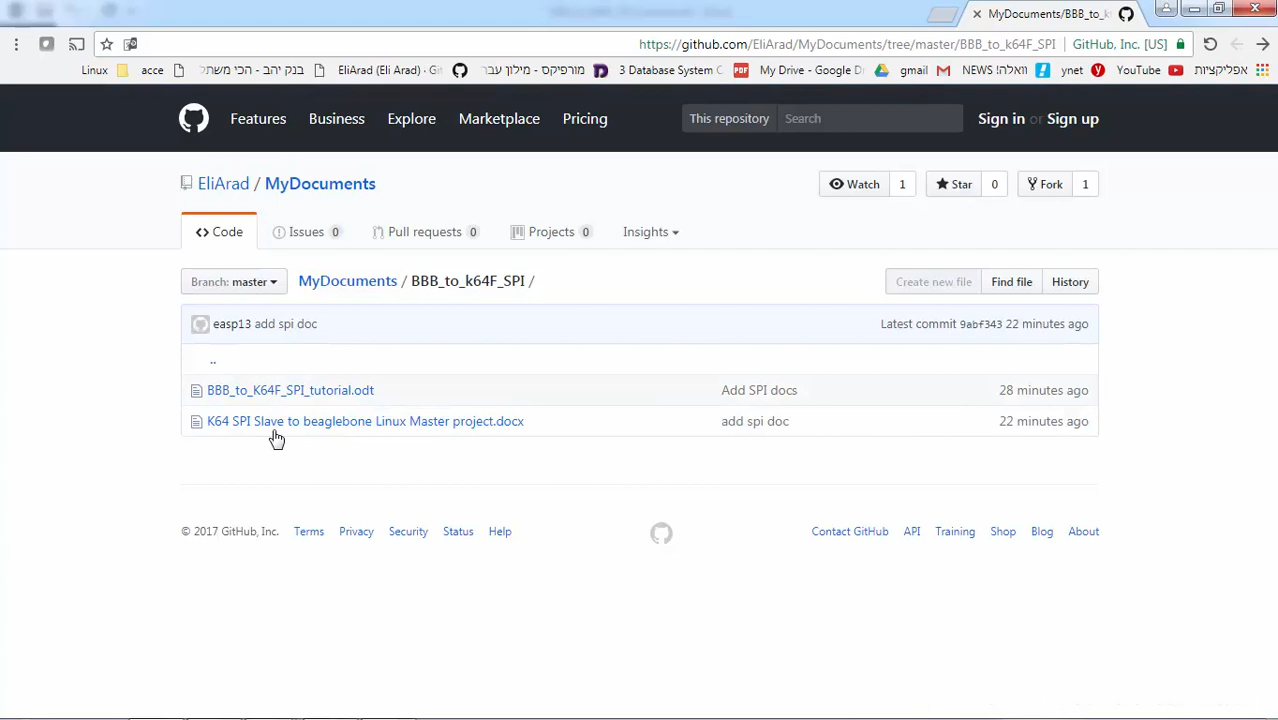 MyDocuments/BBB_to_k
https://github.com/EliArad/MyDocuments/tree/master/BBB_to_k64F_SPI GitHub, Inc. [US]
Linux acce בנק יהב - הכי משתל EliArad (Eli Arad) · Gi מורפיקס - מילון עבר 3 Database System C My Drive - Google D gmail וואלה! NEWS ynet YouTube אפליקציות
Features Business Explore Marketplace Pricing This repository Search Sign in or Sign up
EliArad / MyDocuments Watch 1 Star 0 Fork 1
Code Issues 0 Pull requests 0 Projects 0 Insights
Branch: master MyDocuments / BBB_to_k64F_SPI / Create new file Find file History
easp13 add spi doc Latest commit 9abf343 22 minutes ago
..
BBB_to_K64F_SPI_tutorial.odt Add SPI docs 28 minutes ago
K64 SPI Slave to beaglebone Linux Master project.docx add spi doc 22 minutes ago
© 2017 GitHub, Inc. Terms Privacy Security Status Help Contact GitHub API Training Shop Blog About